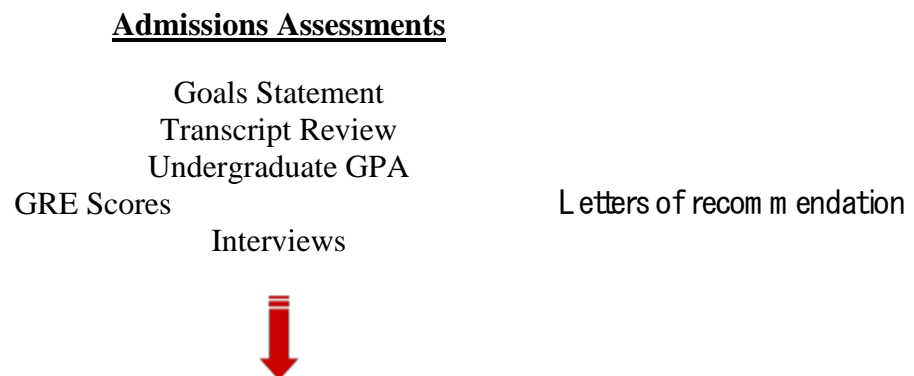 Admissions Assessments
Goals Statement
Transcript Review
Undergraduate GPA
GRE Scores Letters of recommendation
Interviews